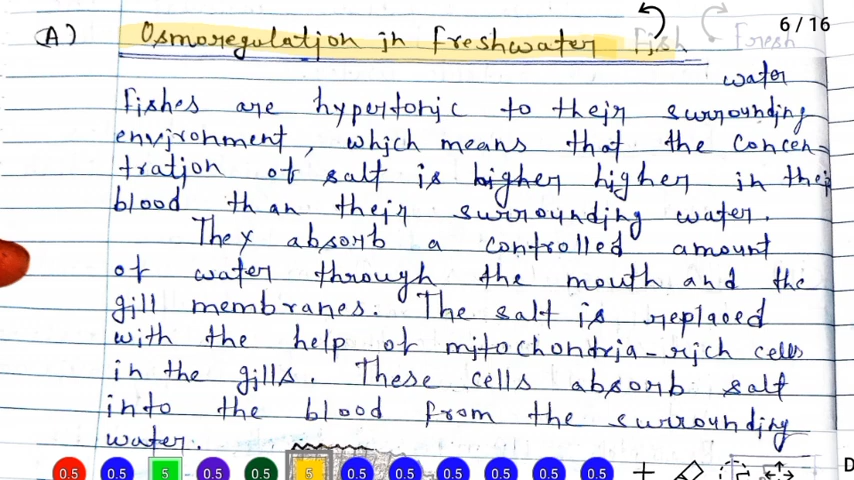 6 / 16
A) Osmoregulation in freshwater Fish Fresh
water
fishes are hypertonic to their surrounding
environment, which means that the concen-
tration of salt is higher higher in their
blood than their surrounding water.
They absorb a controlled amount
of water through the mouth and the
gill membranes. The salt is replaced
with the help of mitochondria-rich cells
in the gills. These cells absorb salt
into the blood from the surrounding
water.
0.5 0.5 5 0.5 0.5 5 0.5 0.5 0.5 0.5 0.5 0.5 D